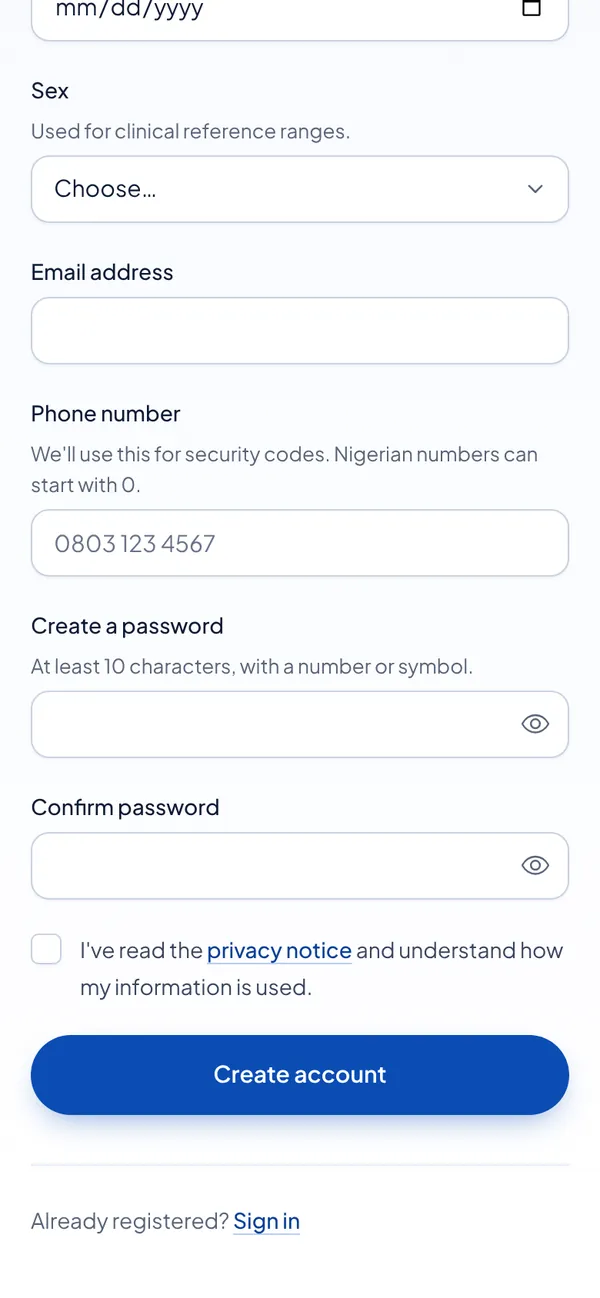 mm/dd/yyyy
Sex
Used for clinical reference ranges.
Choose...
Email address
Phone number
We'll use this for security codes. Nigerian numbers can
start with 0.
0803 123 4567
Create a password
At least 10 characters, with a number or symbol.
Confirm password
I've read the privacy notice and understand how
my information is used.
Create account
Already registered? Sign in